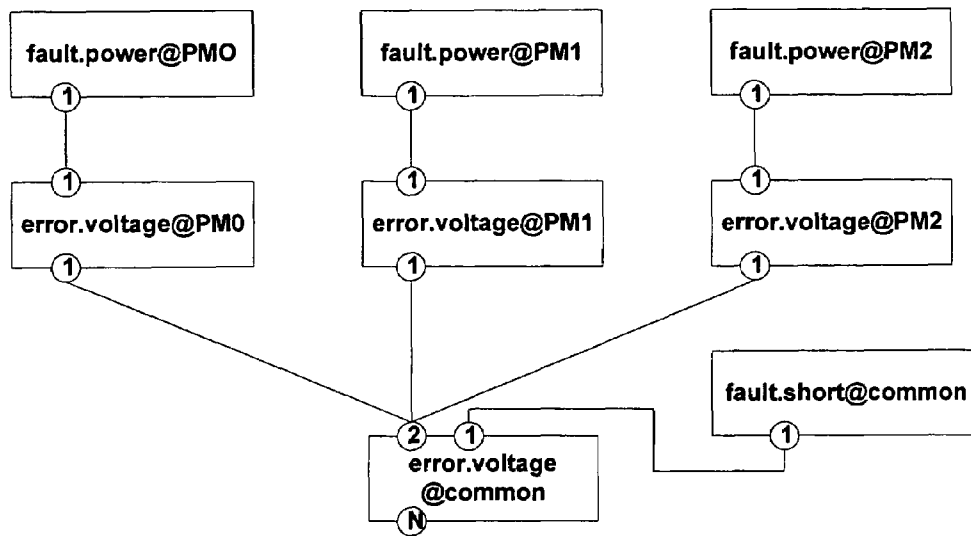 fault.power@PMO
fault.power@PM1
fault.power@PM2
1
1
1
1
1
1
error.voltage@PM0
error.voltage@PM1
error.voltage@PM2
1
1
1
fault.short@common
2
1
1
error.voltage
@common
N